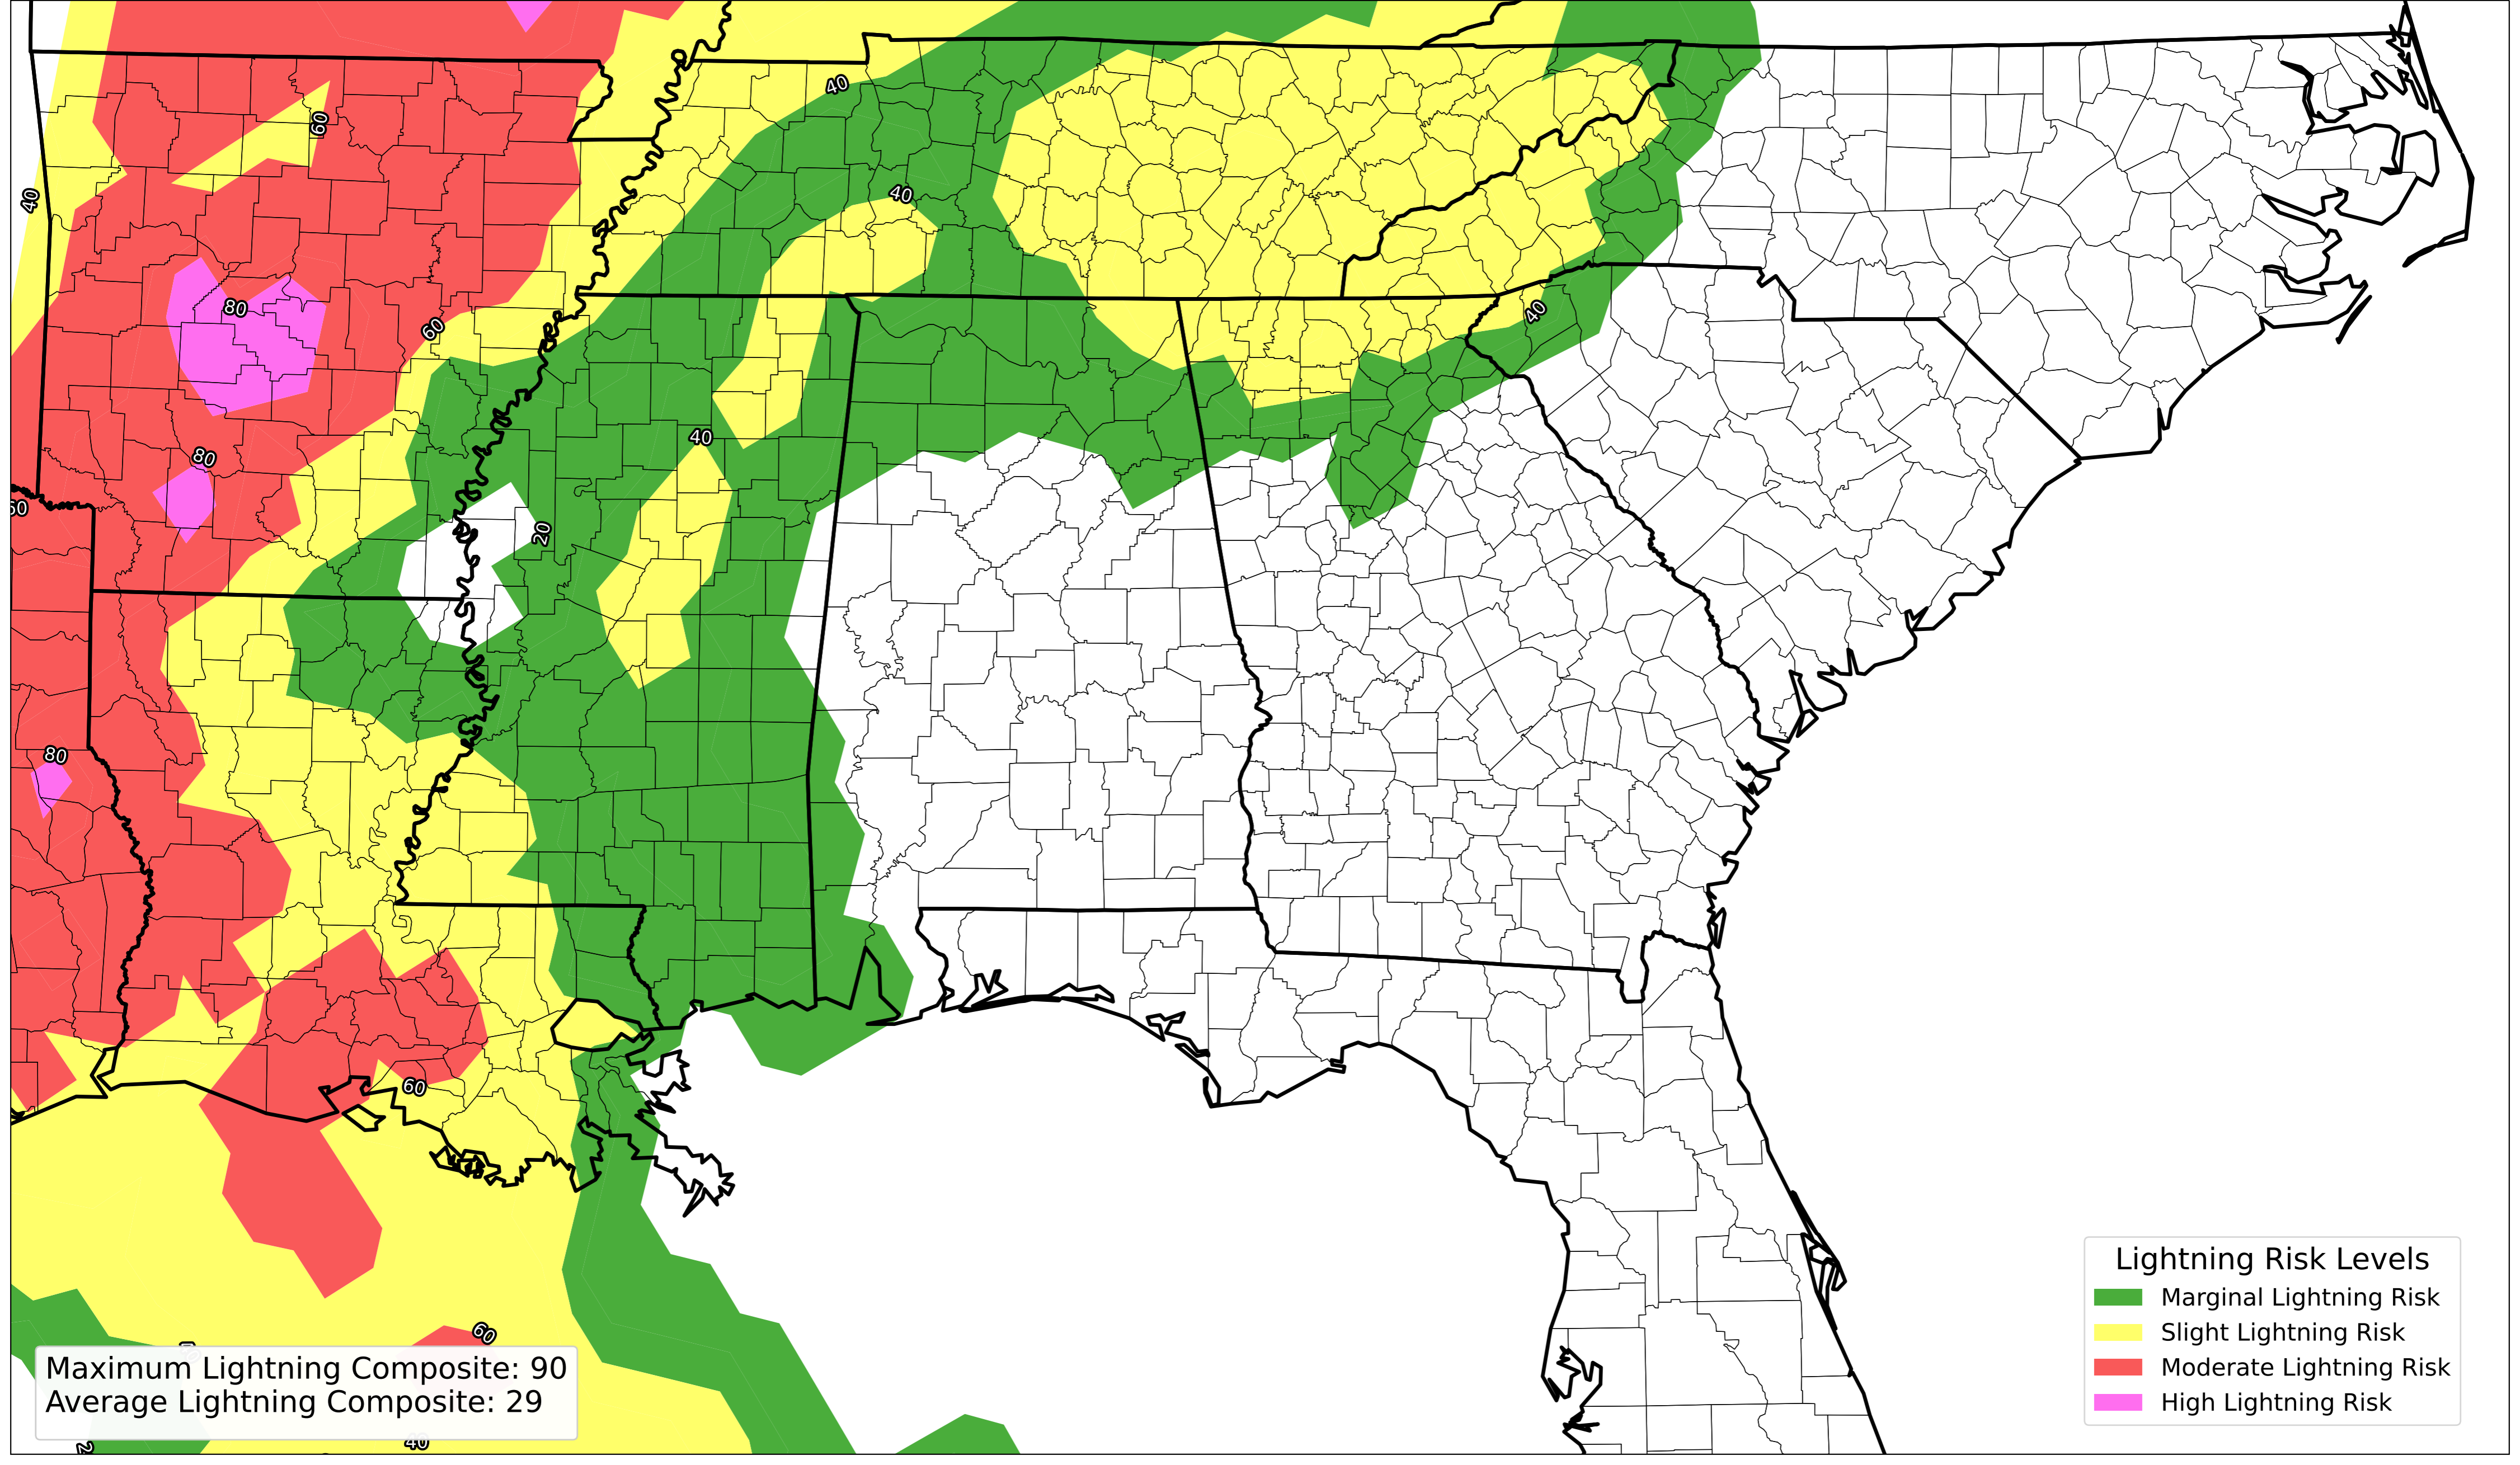 40
60
40
40
80
60
40
40
80
60
20
80
60
60
40
Lightning Risk Levels
Marginal Lightning Risk
Slight Lightning Risk
Moderate Lightning Risk
High Lightning Risk
Maximum Lightning Composite: 90
Average Lightning Composite: 29